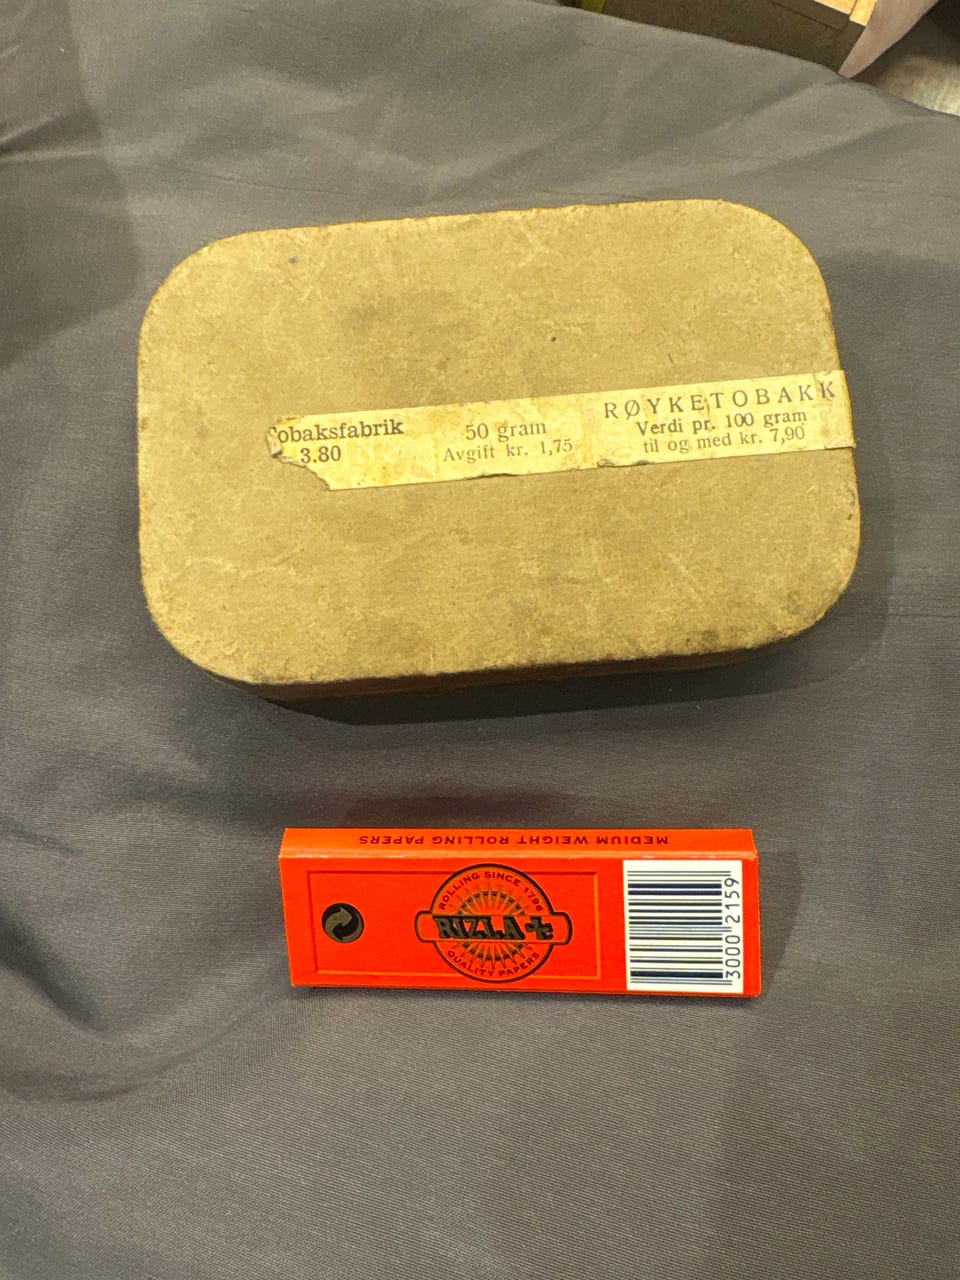 obaksfabrik
3.80
50 gram
Avgift kr. 1,75
RØYKETOBAKK
Verdi pr. 100 gram
til og med kr. 7,90
MEDIUM WEIGHT ROLLING PAPERS
ROLLING SINCE 1796
RIZLA+
QUALITY PAPERS
3000 2159